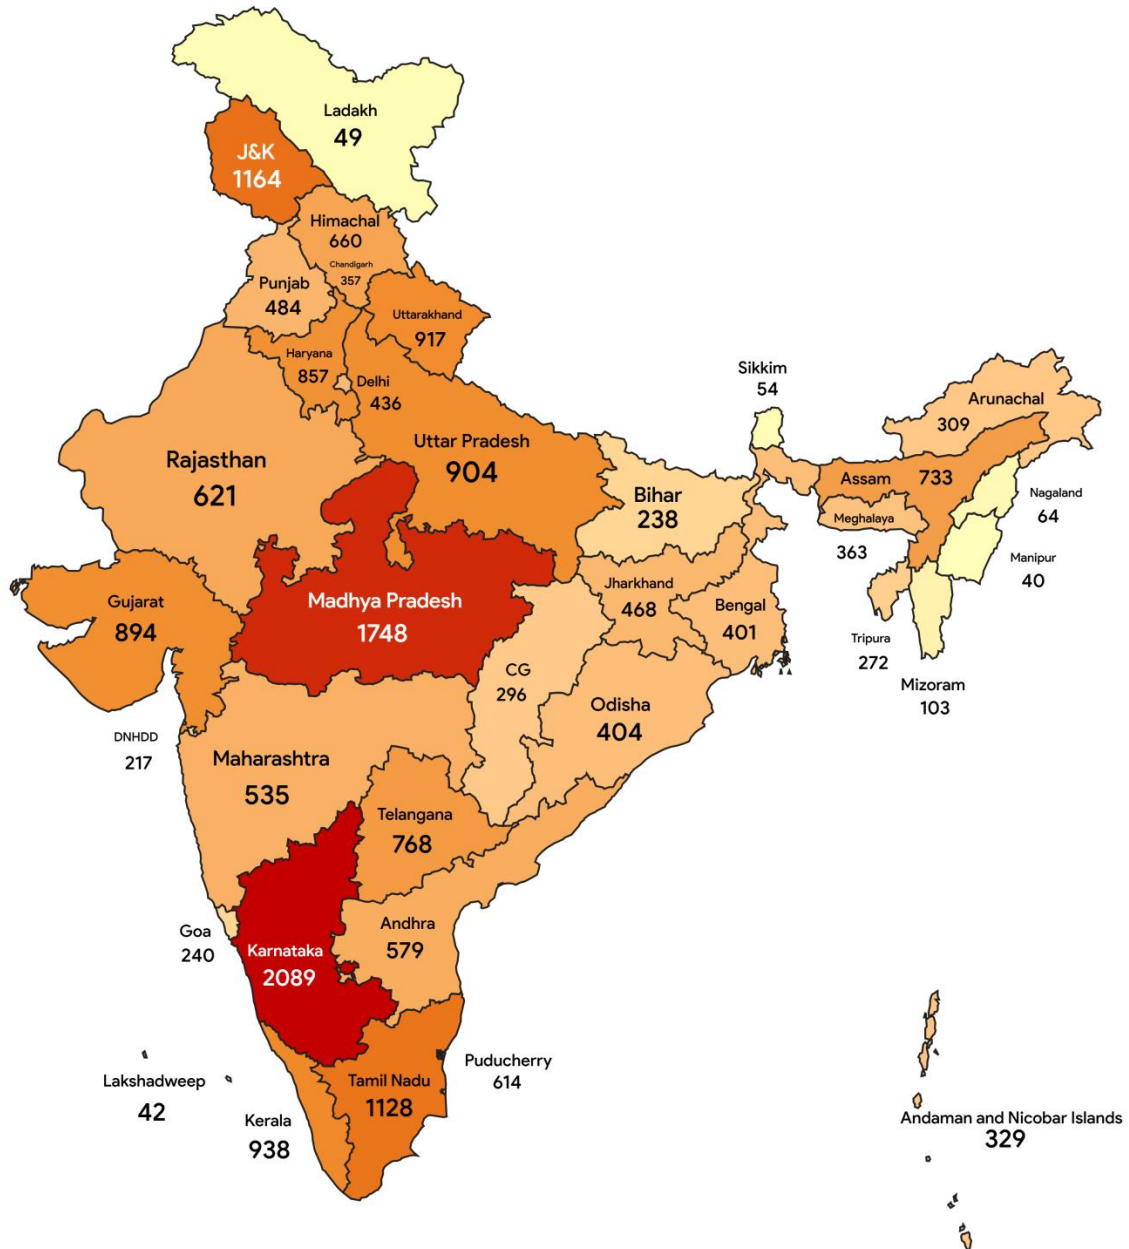 Ladakh
49
J&K
1164
Himachal
660
Chandigarh
357
Punjab
484
Uttarakhand
917
Haryana
857
Delhi
436
Sikkim
54
Arunachal
309
Uttar Pradesh
904
Rajasthan
621
Bihar
238
Assam 733
Nagaland
64
Meghalaya
363
Manipur
40
Gujarat
894
Madhya Pradesh
1748
Jharkhand
468
Bengal
401
Tripura
272
Mizoram
103
CG
296
Odisha
404
DNHDD
217
Maharashtra
535
Telangana
768
Goa
240
Karnataka
2089
Andhra
579
Lakshadweep
42
Kerala
938
Tamil Nadu
1128
Puducherry
614
Andaman and Nicobar Islands
329